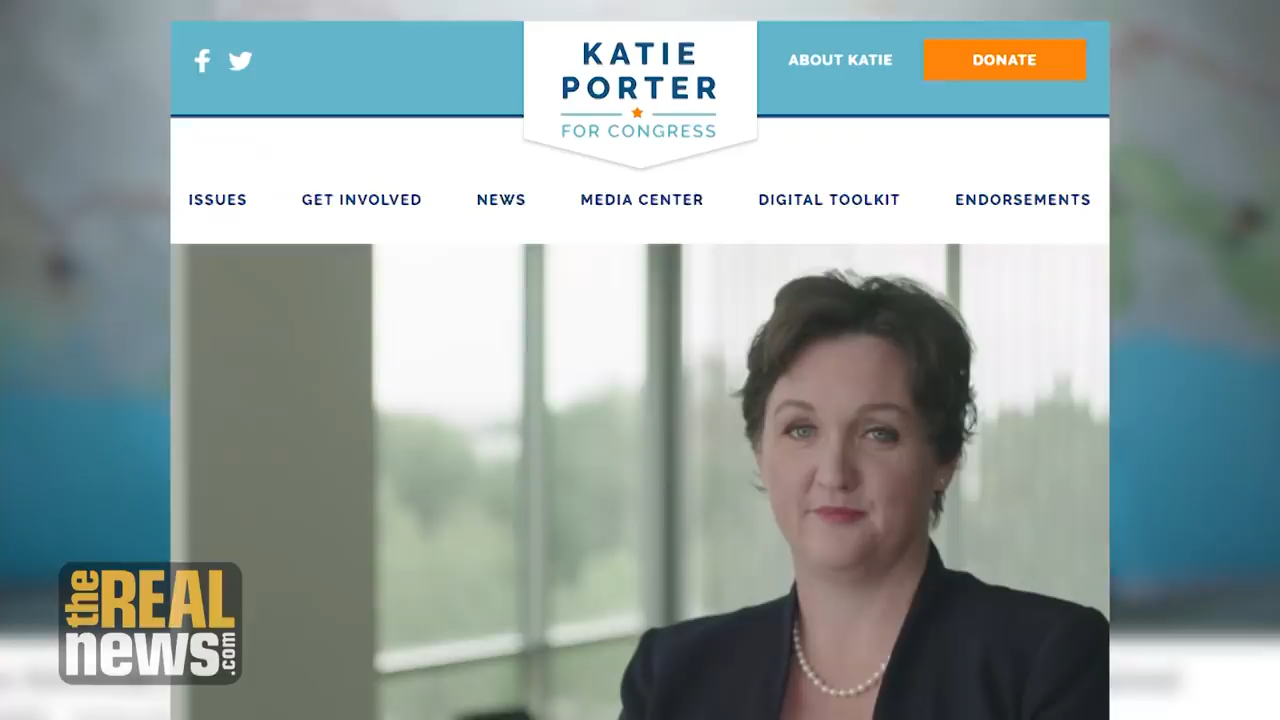 KATIE
PORTER
FOR CONGRESS
ABOUT KATIE
DONATE
ISSUES
GET INVOLVED
NEWS
MEDIA CENTER
DIGITAL TOOLKIT
ENDORSEMENTS
the REAL
news.com